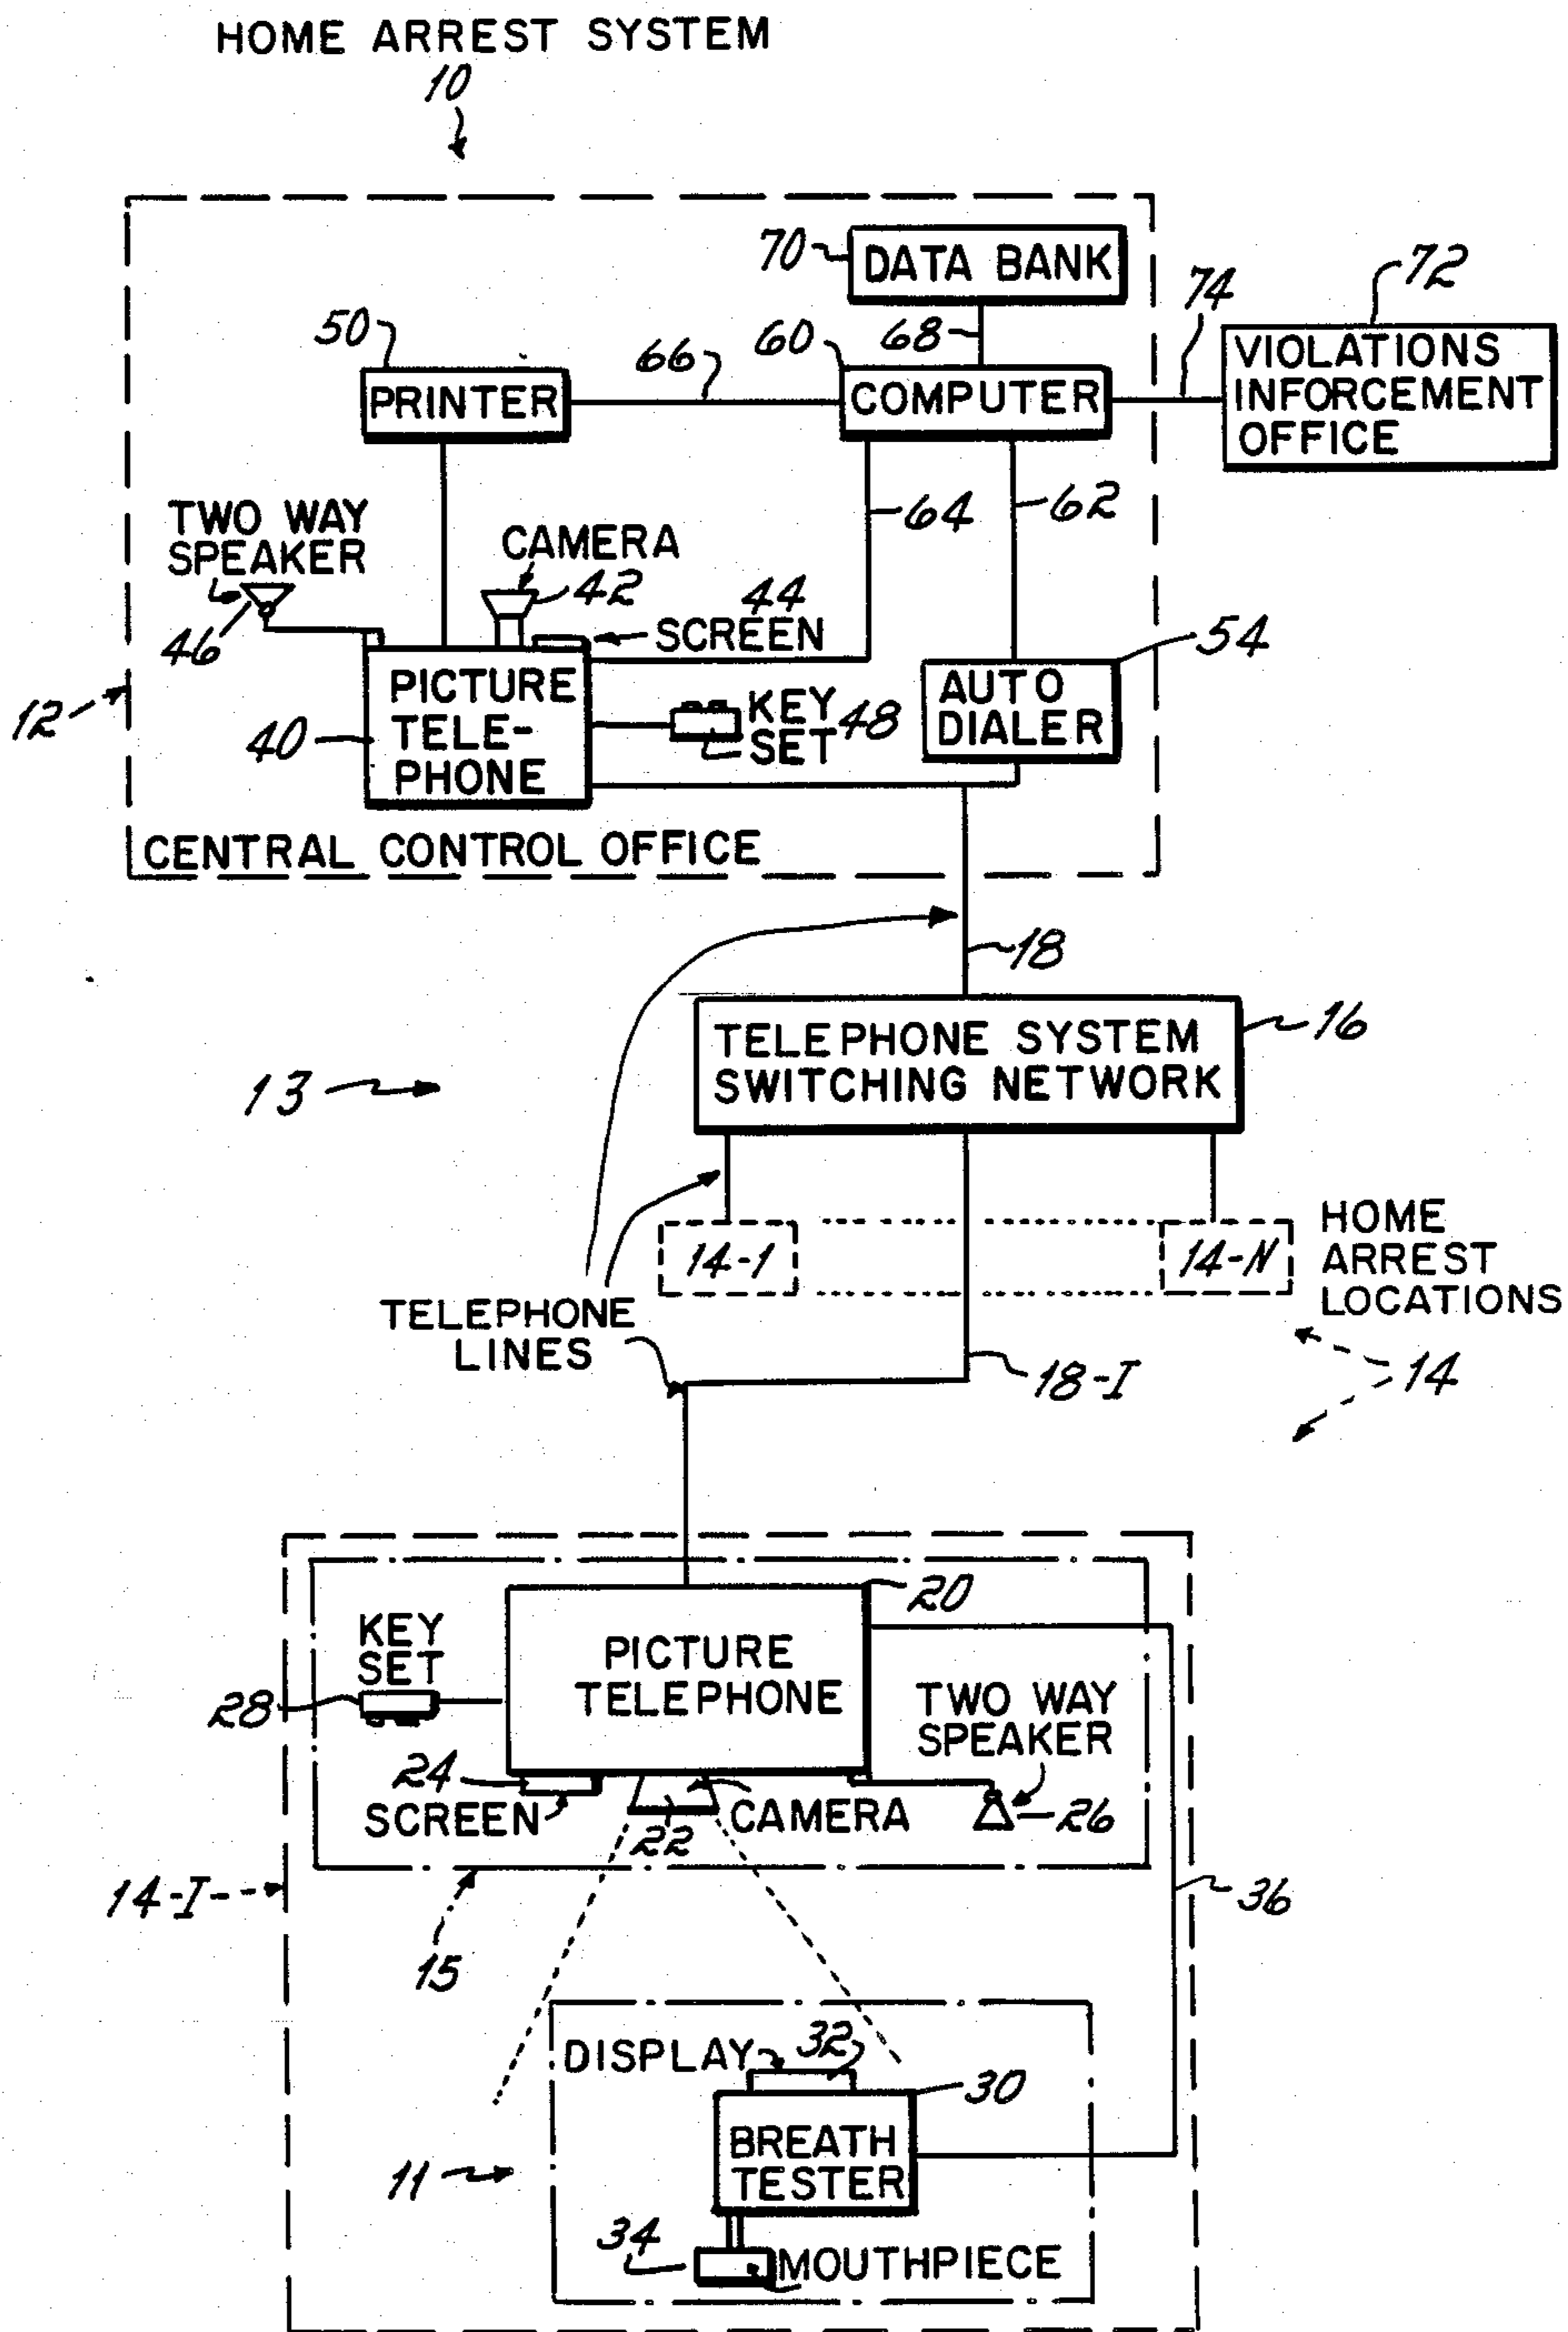 HOME ARREST SYSTEM
10
70
DATA BANK
72
74
50
66
60
68
PRINTER
COMPUTER
VIOLATIONS
INFORCEMENT
OFFICE
TWO WAY
SPEAKER
CAMERA
64
62
42
44
46
SCREEN
54
12
40
PICTURE
TELE-
PHONE
KEY
SET
48
AUTO
DIALER
CENTRAL CONTROL OFFICE
18
TELEPHONE SYSTEM
SWITCHING NETWORK
16
13
14-1
14-N
HOME
ARREST
LOCATIONS
TELEPHONE
LINES
18-I
14
20
KEY
SET
28
PICTURE
TELEPHONE
TWO WAY
SPEAKER
24
SCREEN
22
CAMERA
26
14-I
15
36
DISPLAY
32
30
BREATH
TESTER
11
34
MOUTHPIECE